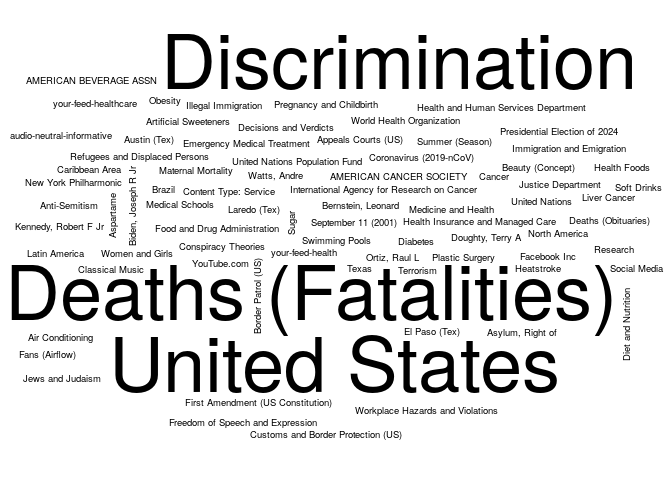 Discrimination
AMERICAN BEVERAGE ASSN
your-feed-healthcare
Obesity
Illegal Immigration
Pregnancy and Childbirth
Health and Human Services Department
Artificial Sweeteners
Decisions and Verdicts
World Health Organization
audio-neutral-informative
Austin (Tex)
Emergency Medical Treatment
Appeals Courts (US)
Summer (Season)
Presidential Election of 2024
Immigration and Emigration
Refugees and Displaced Persons
United Nations Population Fund
Coronavirus (2019-nCoV)
Caribbean Area
Maternal Mortality
Watts, Andre
AMERICAN CANCER SOCIETY
Cancer
Beauty (Concept)
Health Foods
New York Philharmonic
Brazil
Content Type: Service
International Agency for Research on Cancer
Justice Department
Soft Drinks
Aspartame
Biden, Joseph R Jr
Anti-Semitism
Medical Schools
Laredo (Tex)
Sugar
Bernstein, Leonard
Medicine and Health
United Nations
Liver Cancer
Kennedy, Robert F Jr
Food and Drug Administration
September 11 (2001)
Health Insurance and Managed Care
Deaths (Obituaries)
Conspiracy Theories
Swimming Pools
Diabetes
Doughty, Terry A
North America
Latin America
Women and Girls
your-feed-health
Ortiz, Raul L
Plastic Surgery
Facebook Inc
Research
Classical Music
YouTube.com
Border Patrol (US)
Texas
Terrorism
Heatstroke
Social Media
Deaths (Fatalities)
Diet and Nutrition
Air Conditioning
El Paso (Tex)
Asylum, Right of
Fans (Airflow)
United States
Jews and Judaism
First Amendment (US Constitution)
Workplace Hazards and Violations
Freedom of Speech and Expression
Customs and Border Protection (US)